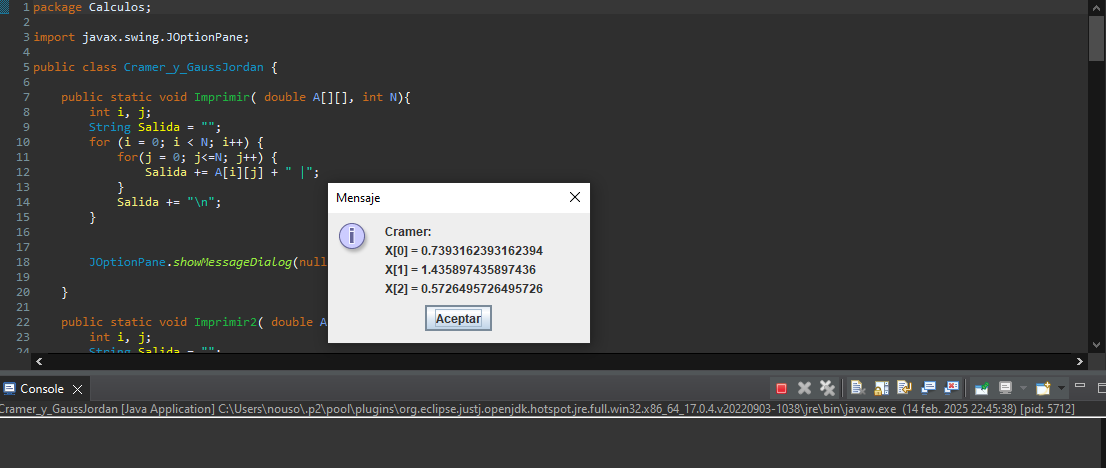 1 package Calculos;
2
3 import javax.swing.JOptionPane;
4
5 public class Cramer_y_GaussJordan {
6
7     public static void Imprimir( double A[][], int N){
8         int i, j;
9         String Salida = "";
10         for (i = 0; i < N; i++) {
11             for(j = 0; j<=N; j++) {
12                 Salida += A[i][j] + " |";
13             }
14             Salida += "\n";
15         }
16
17
18         JOptionPane.showMessageDialog(null
19
20     }
21
22     public static void Imprimir2( double A
23         int i, j;
24         String Salida = "";
Mensaje
Cramer:
X[0] = 0.7393162393162394
X[1] = 1.435897435897436
X[2] = 0.5726495726495726
Aceptar
Console
Cramer_y_GaussJordan [Java Application] C:\Users\nouso\.p2\pool\plugins\org.eclipse.justj.openjdk.hotspot.jre.full.win32.x86_64_17.0.4.v20220903-1038\jre\bin\javaw.exe (14 feb. 2025 22:45:38) [pid: 5712]